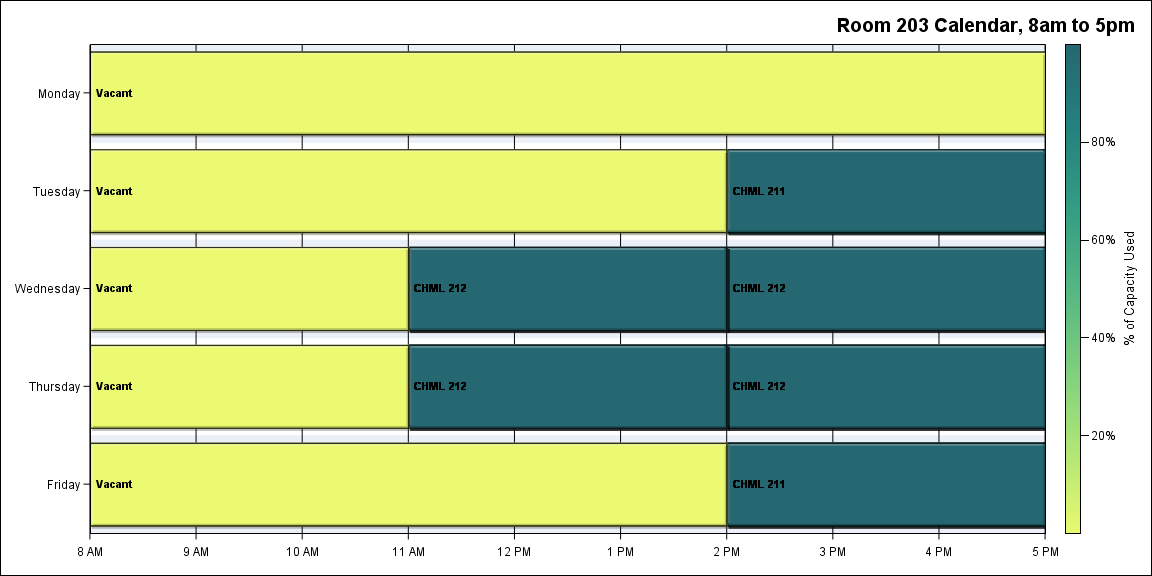 Room 203 Calendar, 8am to 5pm
Monday
Vacant
Tuesday
Vacant
CHML 211
Wednesday
Vacant
CHML 212
CHML 212
Thursday
Vacant
CHML 212
CHML 212
Friday
Vacant
CHML 211
8 AM 9 AM 10 AM 11 AM 12 PM 1 PM 2 PM 3 PM 4 PM 5 PM
80%
60%
40%
20%
% of Capacity Used